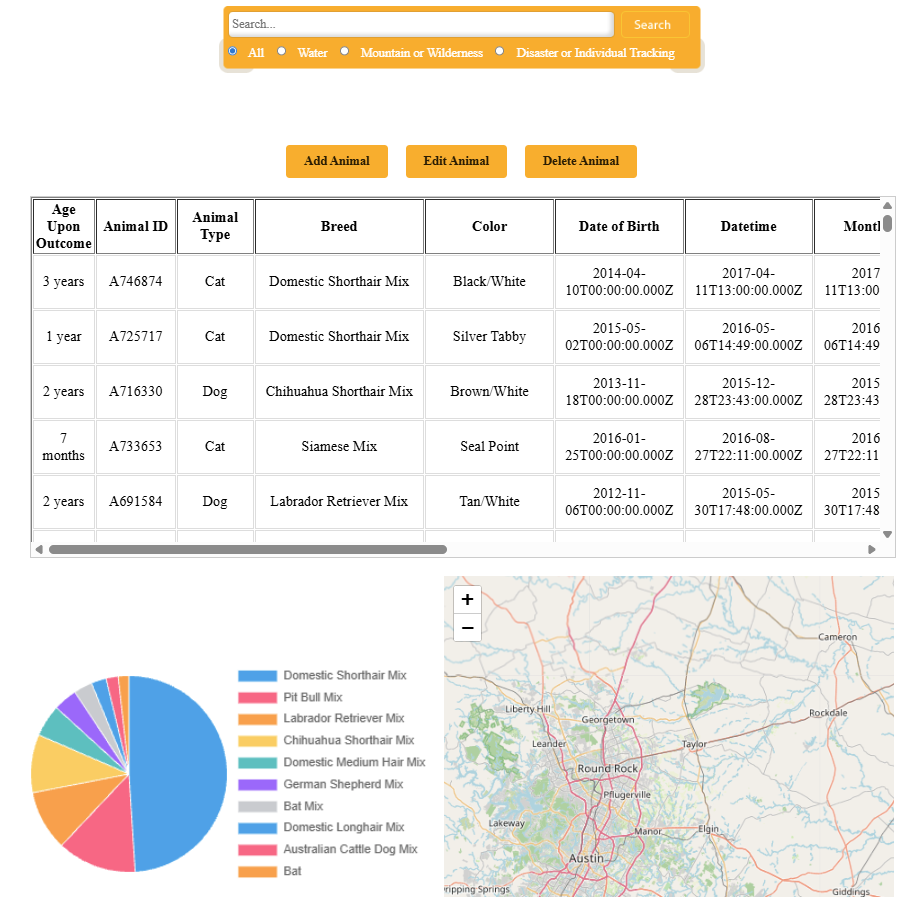 Search... Search
All Water Mountain or Wilderness Disaster or Individual Tracking
Add Animal Edit Animal Delete Animal
Age Upon Outcome Animal ID Animal Type Breed Color Date of Birth Datetime Month
3 years A746874 Cat Domestic Shorthair Mix Black/White 2014-04-10T00:00:00.000Z 2017-04-11T13:00:00.000Z 2017 11T13:00
1 year A725717 Cat Domestic Shorthair Mix Silver Tabby 2015-05-02T00:00:00.000Z 2016-05-06T14:49:00.000Z 2016 06T14:49
2 years A716330 Dog Chihuahua Shorthair Mix Brown/White 2013-11-18T00:00:00.000Z 2015-12-28T23:43:00.000Z 2015 28T23:43
7 months A733653 Cat Siamese Mix Seal Point 2016-01-25T00:00:00.000Z 2016-08-27T22:11:00.000Z 2016 27T22:11
2 years A691584 Dog Labrador Retriever Mix Tan/White 2012-11-06T00:00:00.000Z 2015-05-30T17:48:00.000Z 2015 30T17:48
Domestic Shorthair Mix
Pit Bull Mix
Labrador Retriever Mix
Chihuahua Shorthair Mix
Domestic Medium Hair Mix
German Shepherd Mix
Bat Mix
Domestic Longhair Mix
Australian Cattle Dog Mix
Bat
+
−
Cameron
Liberty Hill
Rockdale
Georgetown
Leander
Taylor
Round Rock
Pflugerville
Lakeway
Manor
Elgin
Austin
ripping Springs
Giddings